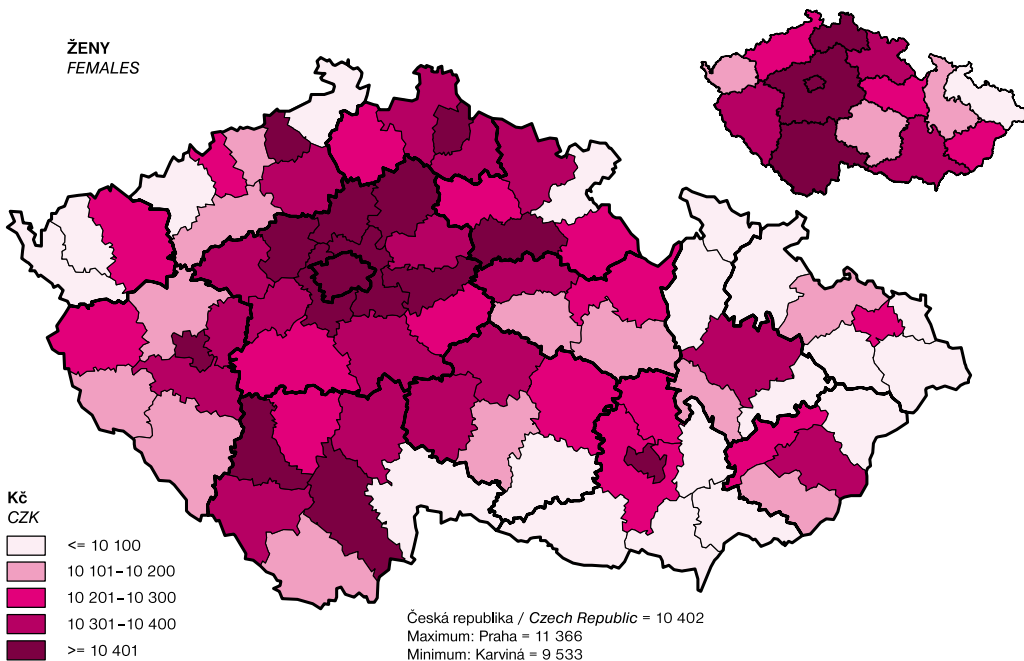 ŽENY
FEMALES
Kč
CZK
<= 10 100
10 101–10 200
10 201–10 300
10 301–10 400
>= 10 401
Česká republika / Czech Republic = 10 402
Maximum: Praha = 11 366
Minimum: Karviná = 9 533